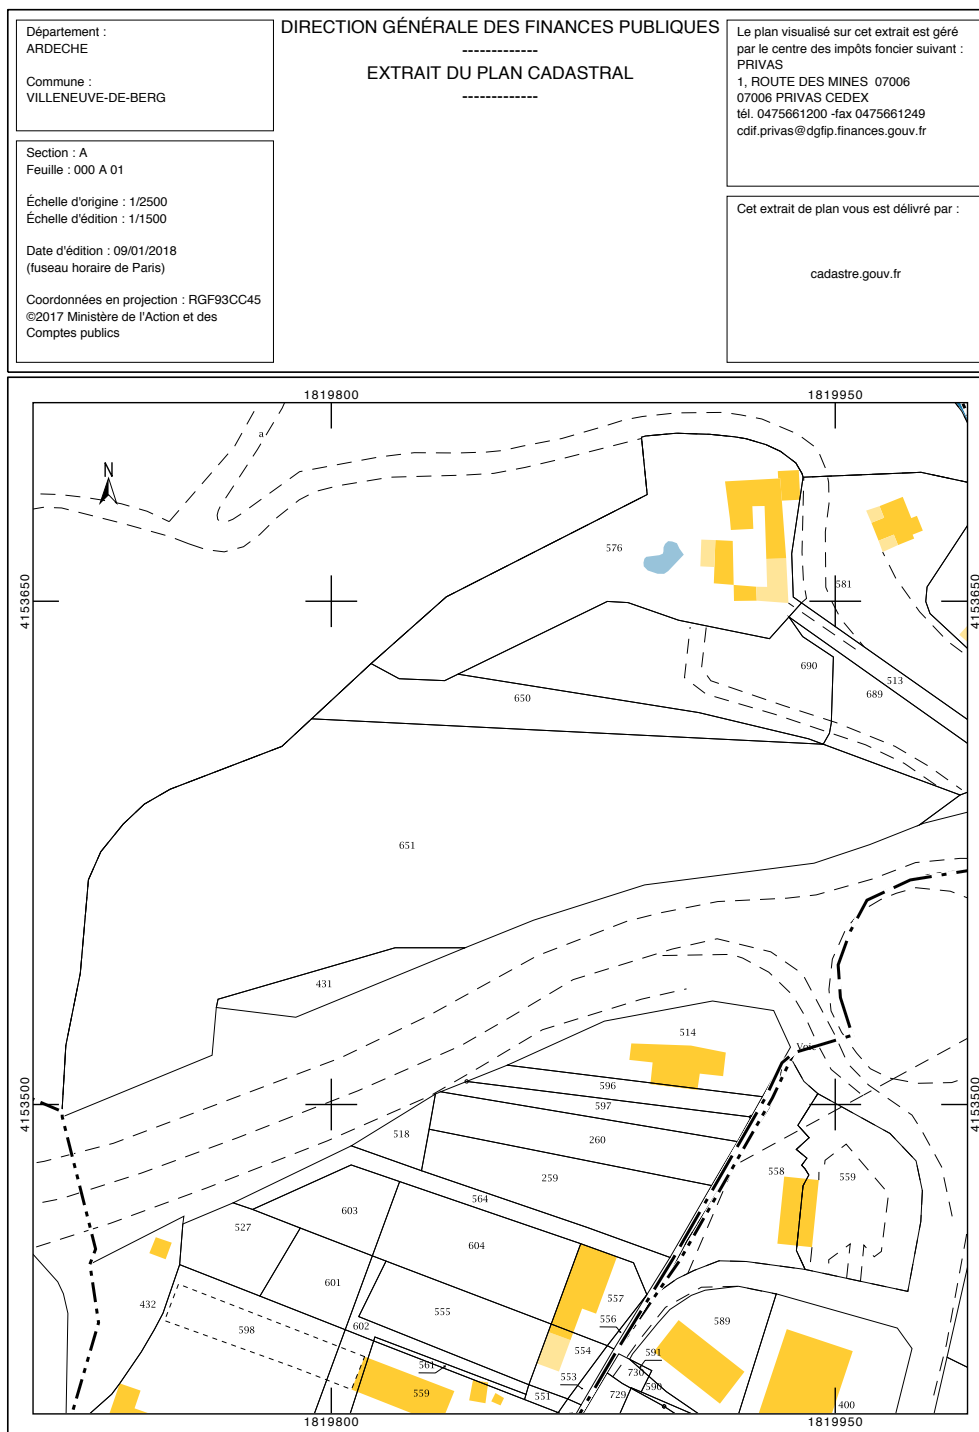 Département :
ARDECHE
Commune :
VILLENEUVE-DE-BERG
Section : A
Feuille : 000 A 01
Échelle d'origine : 1/2500
Échelle d'édition : 1/1500
Date d'édition : 09/01/2018
(fuseau horaire de Paris)
Coordonnées en projection : RGF93CC45
©2017 Ministère de l'Action et des
Comptes publics
DIRECTION GÉNÉRALE DES FINANCES PUBLIQUES
-------------
EXTRAIT DU PLAN CADASTRAL
-------------
Le plan visualisé sur cet extrait est géré
par le centre des impôts foncier suivant :
PRIVAS
1, ROUTE DES MINES 07006
07006 PRIVAS CEDEX
tél. 0475661200 -fax 0475661249
cdif.privas@dgfip.finances.gouv.fr
Cet extrait de plan vous est délivré par :
cadastre.gouv.fr
1819800
1819950
a
N
576
4153650
4153650
581
690
513
689
650
651
431
514
Voie
596
4153500
4153500
597
518
260
259
558
559
564
603
527
604
601
432
555
557
602
556
589
598
554
561
591
553
730
559
551
729
590
400
1819800
1819950